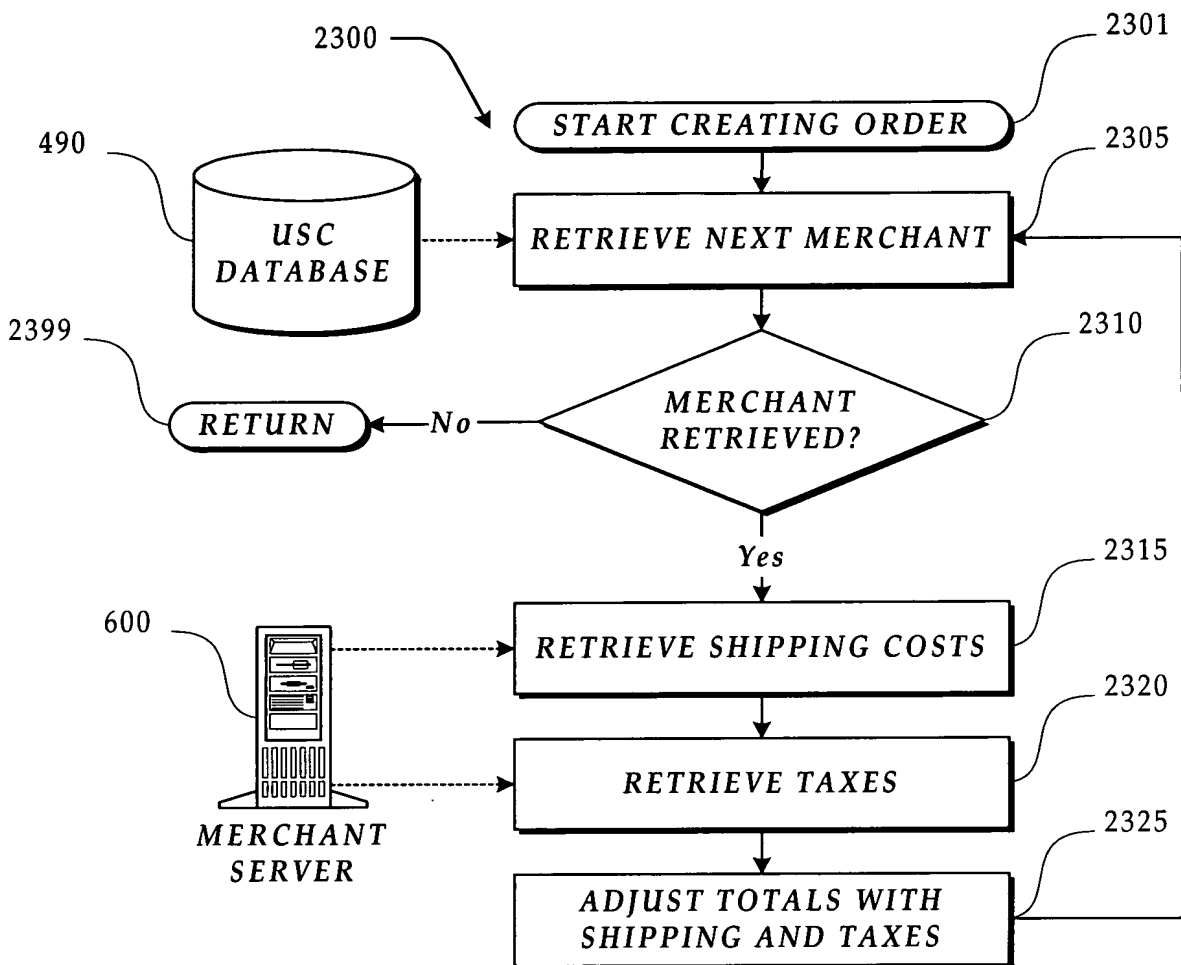 2300
2301
START CREATING ORDER
490
2305
USC
DATABASE
RETRIEVE NEXT MERCHANT
2399
2310
RETURN
No
MERCHANT
RETRIEVED?
Yes
2315
600
RETRIEVE SHIPPING COSTS
2320
RETRIEVE TAXES
MERCHANT
SERVER
2325
ADJUST TOTALS WITH
SHIPPING AND TAXES